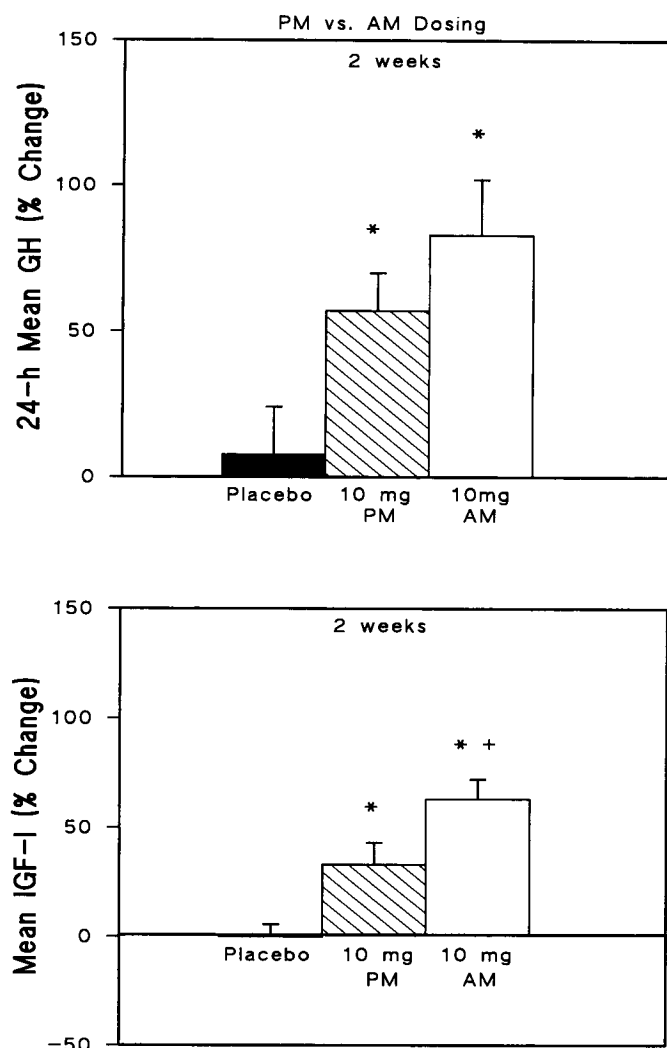 PM vs. AM Dosing
150
2 weeks
*
*
100
50
0
24-h Mean GH (% Change)
Placebo
10 mg
PM
10mg
AM
150
2 weeks
100
* +
*
50
0
Mean IGF-I (% Change)
Placebo
10 mg
PM
10 mg
AM
-50